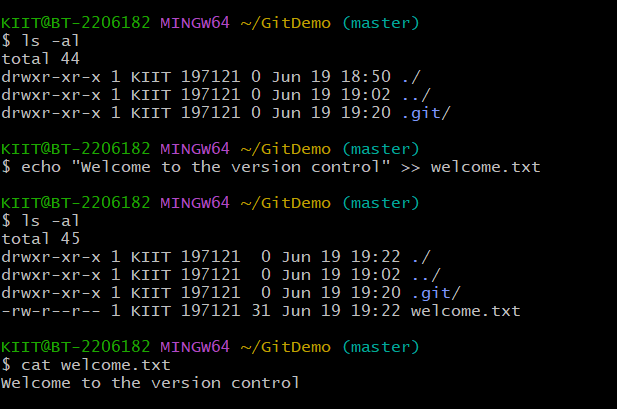 KIIT@BT-2206182 MINGW64 ~/GitDemo (master)
$ ls -al
total 44
drwxr-xr-x 1 KIIT 197121 0 Jun 19 18:50 ./
drwxr-xr-x 1 KIIT 197121 0 Jun 19 19:02 ../
drwxr-xr-x 1 KIIT 197121 0 Jun 19 19:20 .git/

KIIT@BT-2206182 MINGW64 ~/GitDemo (master)
$ echo "Welcome to the version control" >> welcome.txt

KIIT@BT-2206182 MINGW64 ~/GitDemo (master)
$ ls -al
total 45
drwxr-xr-x 1 KIIT 197121  0 Jun 19 19:22 ./
drwxr-xr-x 1 KIIT 197121  0 Jun 19 19:02 ../
drwxr-xr-x 1 KIIT 197121  0 Jun 19 19:20 .git/
-rw-r--r-- 1 KIIT 197121 31 Jun 19 19:22 welcome.txt

KIIT@BT-2206182 MINGW64 ~/GitDemo (master)
$ cat welcome.txt
Welcome to the version control